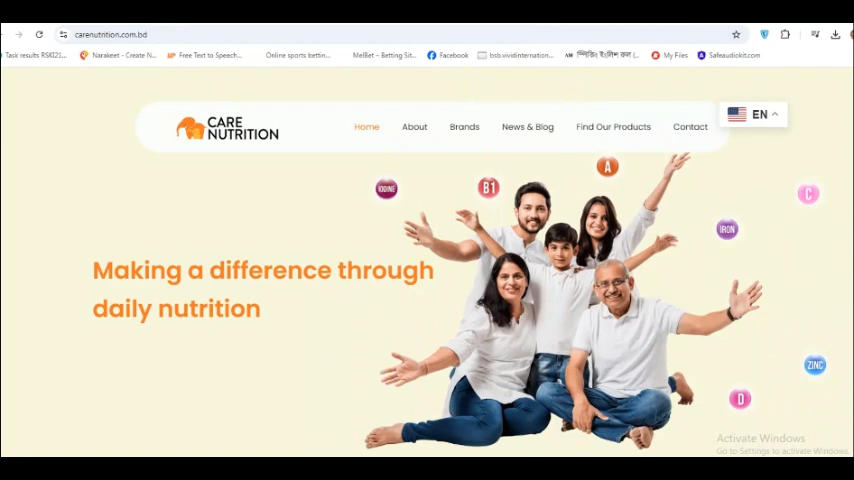 carenutrition.com.bd
Task results RSKI21...
Narakeet - Create N...
Free Text to Speech...
Online sports bettin...
MelBet – Betting Sit...
Facebook
bsb.vividinternation...
স্পিকিং ইংলিশ রুল (...
My Files
Safeaudiokit.com
CARE
NUTRITION
Home
About
Brands
News & Blog
Find Our Products
Contact
EN
IODINE
B1
A
C
IRON
Making a difference through
daily nutrition
ZINC
D
Activate Windows
Go to Settings to activate Windows.